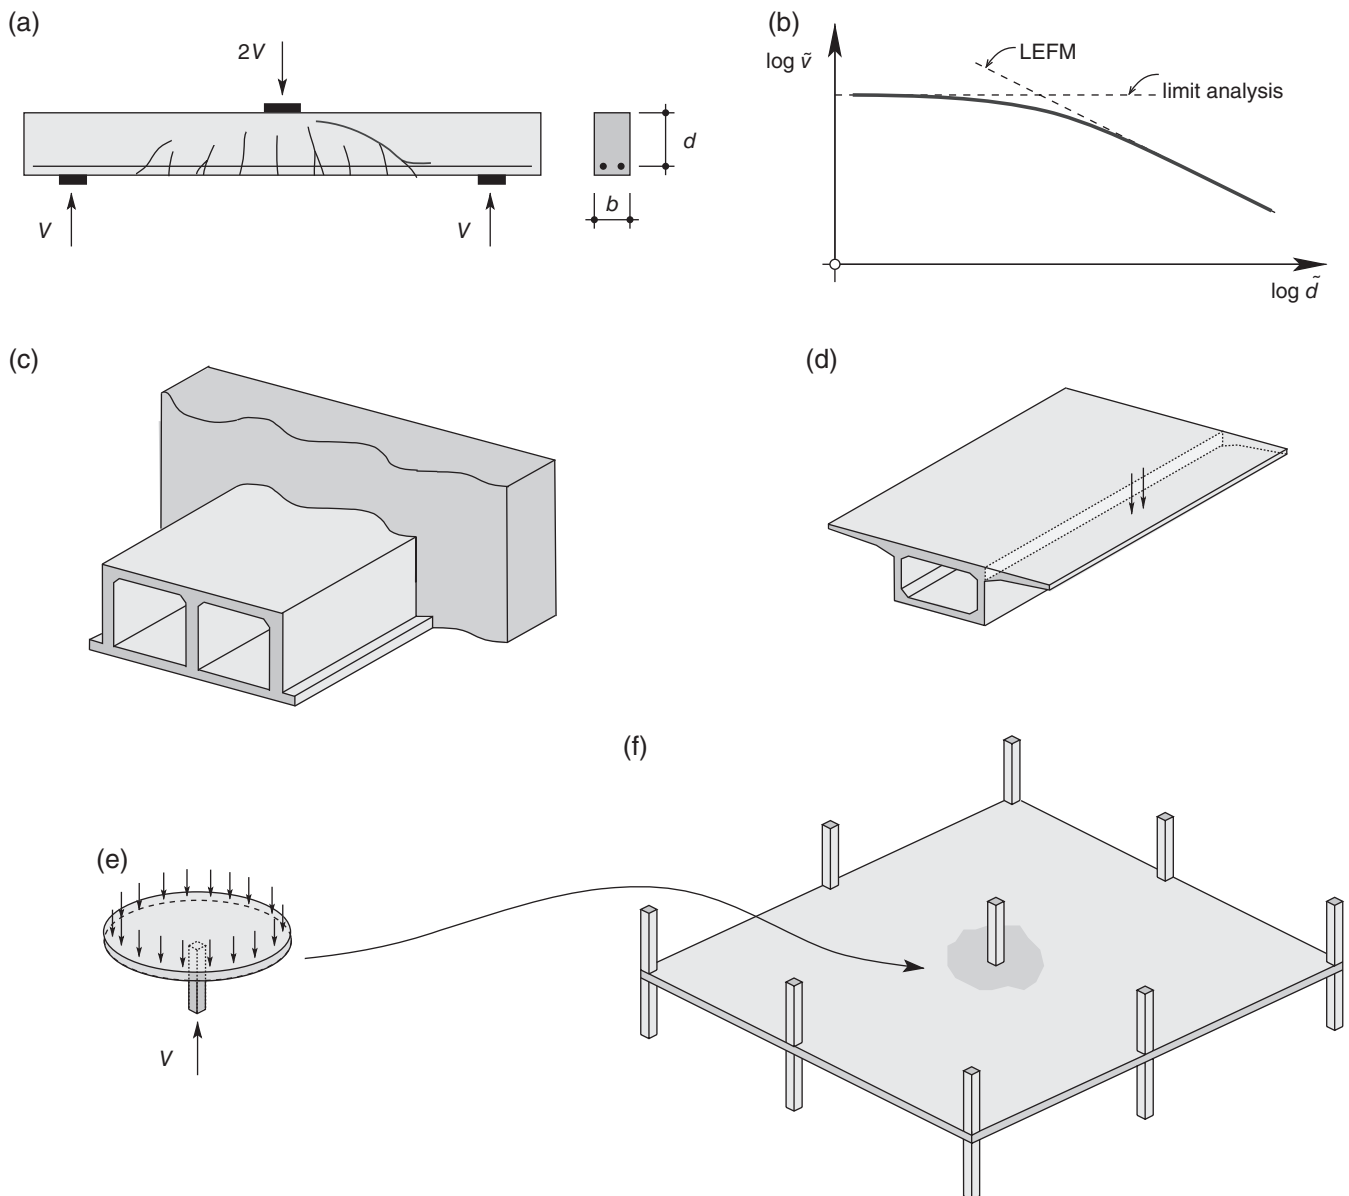 (a)
2V
d
b
V
V
(b)
log ṽ
LEFM
limit analysis
log d̃
(c)
(d)
(e)
V
(f)